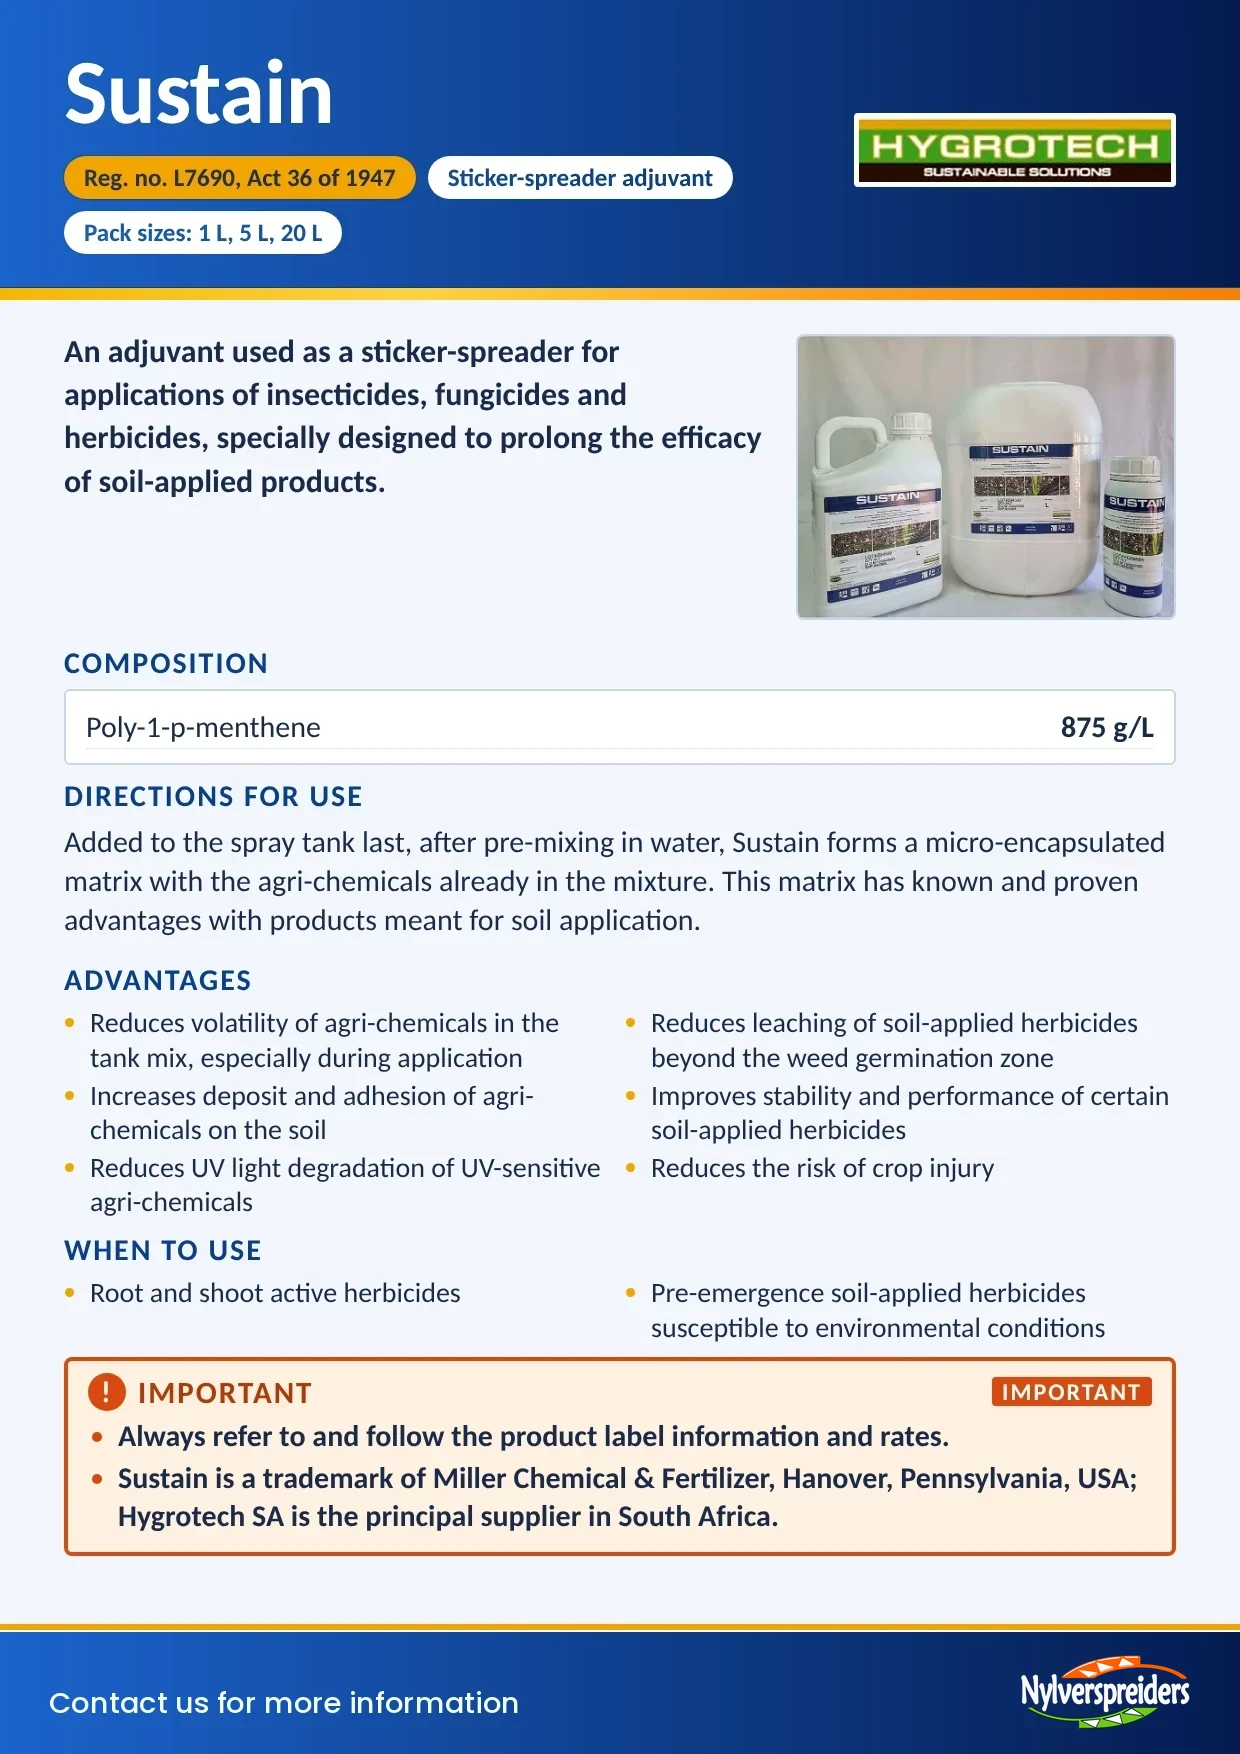 Sustain
Reg. no. L7690, Act 36 of 1947
Sticker-spreader adjuvant
Pack sizes: 1 L, 5 L, 20 L
HYGROTECH
SUSTAINABLE SOLUTIONS
An adjuvant used as a sticker-spreader for
applications of insecticides, fungicides and
herbicides, specially designed to prolong the efficacy
of soil-applied products.
SUSTAIN
SUSTAIN
SUSTAIN
COMPOSITION
Poly-1-p-menthene 875 g/L
DIRECTIONS FOR USE
Added to the spray tank last, after pre-mixing in water, Sustain forms a micro-encapsulated
matrix with the agri-chemicals already in the mixture. This matrix has known and proven
advantages with products meant for soil application.
ADVANTAGES
• Reduces volatility of agri-chemicals in the
tank mix, especially during application
• Increases deposit and adhesion of agri-
chemicals on the soil
• Reduces UV light degradation of UV-sensitive
agri-chemicals
• Reduces leaching of soil-applied herbicides
beyond the weed germination zone
• Improves stability and performance of certain
soil-applied herbicides
• Reduces the risk of crop injury
WHEN TO USE
• Root and shoot active herbicides
• Pre-emergence soil-applied herbicides
susceptible to environmental conditions
! IMPORTANT
IMPORTANT
• Always refer to and follow the product label information and rates.
• Sustain is a trademark of Miller Chemical & Fertilizer, Hanover, Pennsylvania, USA;
Hygrotech SA is the principal supplier in South Africa.
Contact us for more information
Nylverspreiders